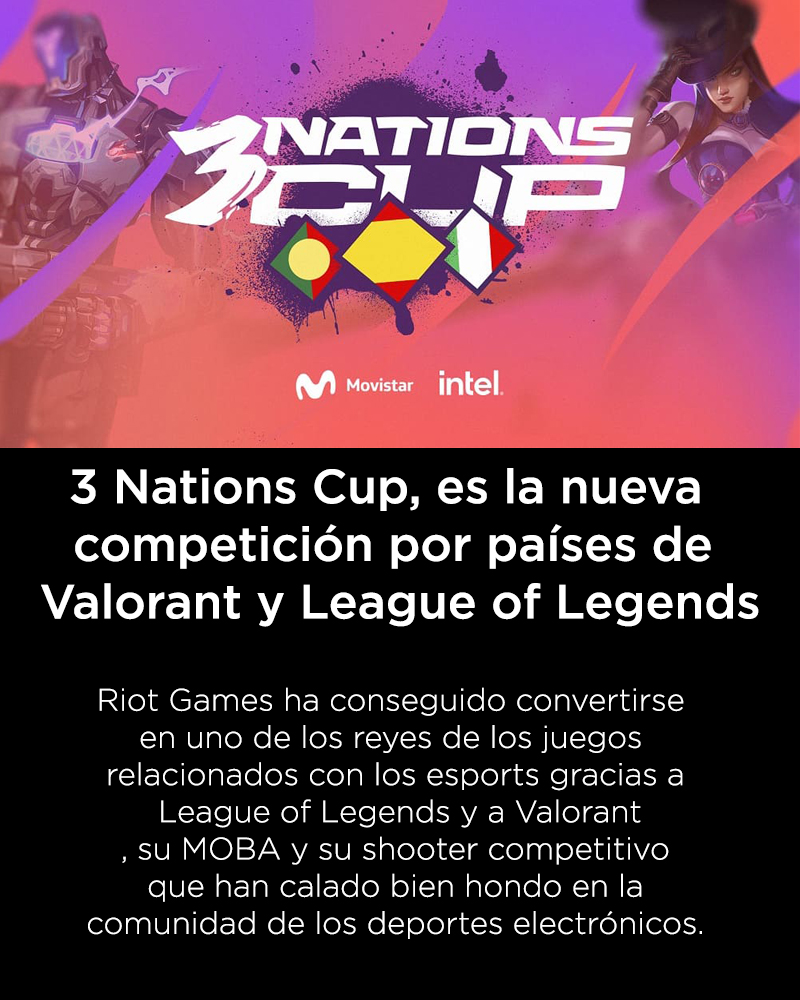 3 NATIONS
CUP
Movistar intel.
3 Nations Cup, es la nueva
competición por países de
Valorant y League of Legends
Riot Games ha conseguido convertirse
en uno de los reyes de los juegos
relacionados con los esports gracias a
League of Legends y a Valorant
, su MOBA y su shooter competitivo
que han calado bien hondo en la
comunidad de los deportes electrónicos.